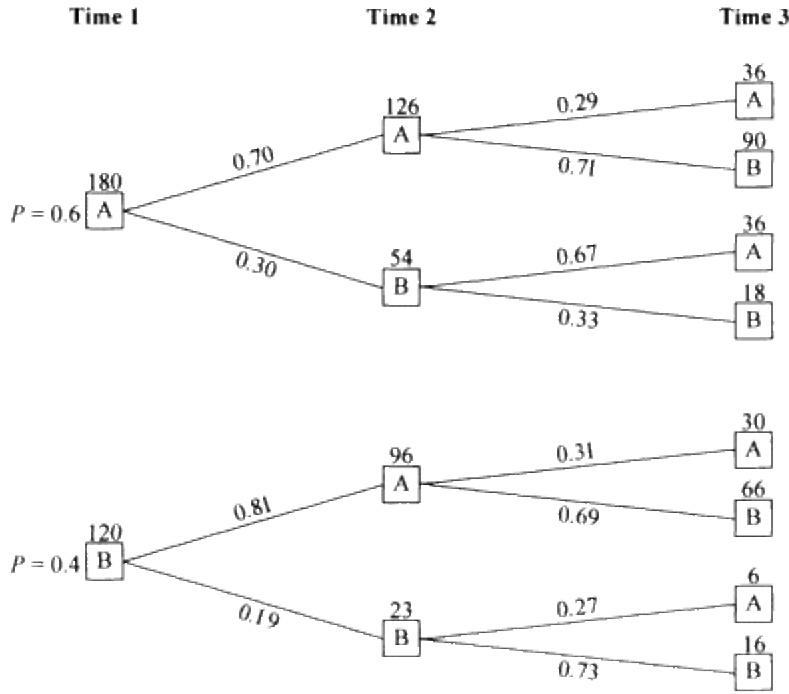 Time 1 Time 2 Time 3
36
126 0.29 A
A 90
0.70 0.71 B
180
P = 0.6 A 36
54 0.67 A
0.30 B 18
0.33 B
30
96 0.31 A
A 66
0.81 0.69 B
120
P = 0.4 B 6
23 0.27 A
0.19 B 16
0.73 B